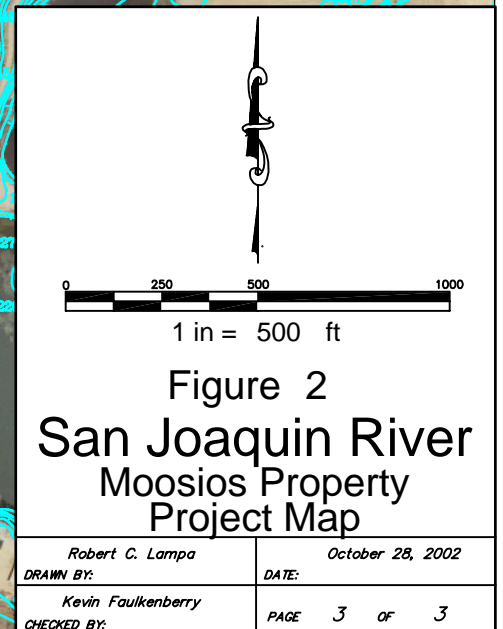 0 250 500 1000
1 in = 500 ft
Figure 2
San Joaquin River
Moosios Property
Project Map
Robert C. Lampa
DRAWN BY:
October 28, 2002
DATE:
Kevin Faulkenberry
CHECKED BY:
PAGE 3 OF 3